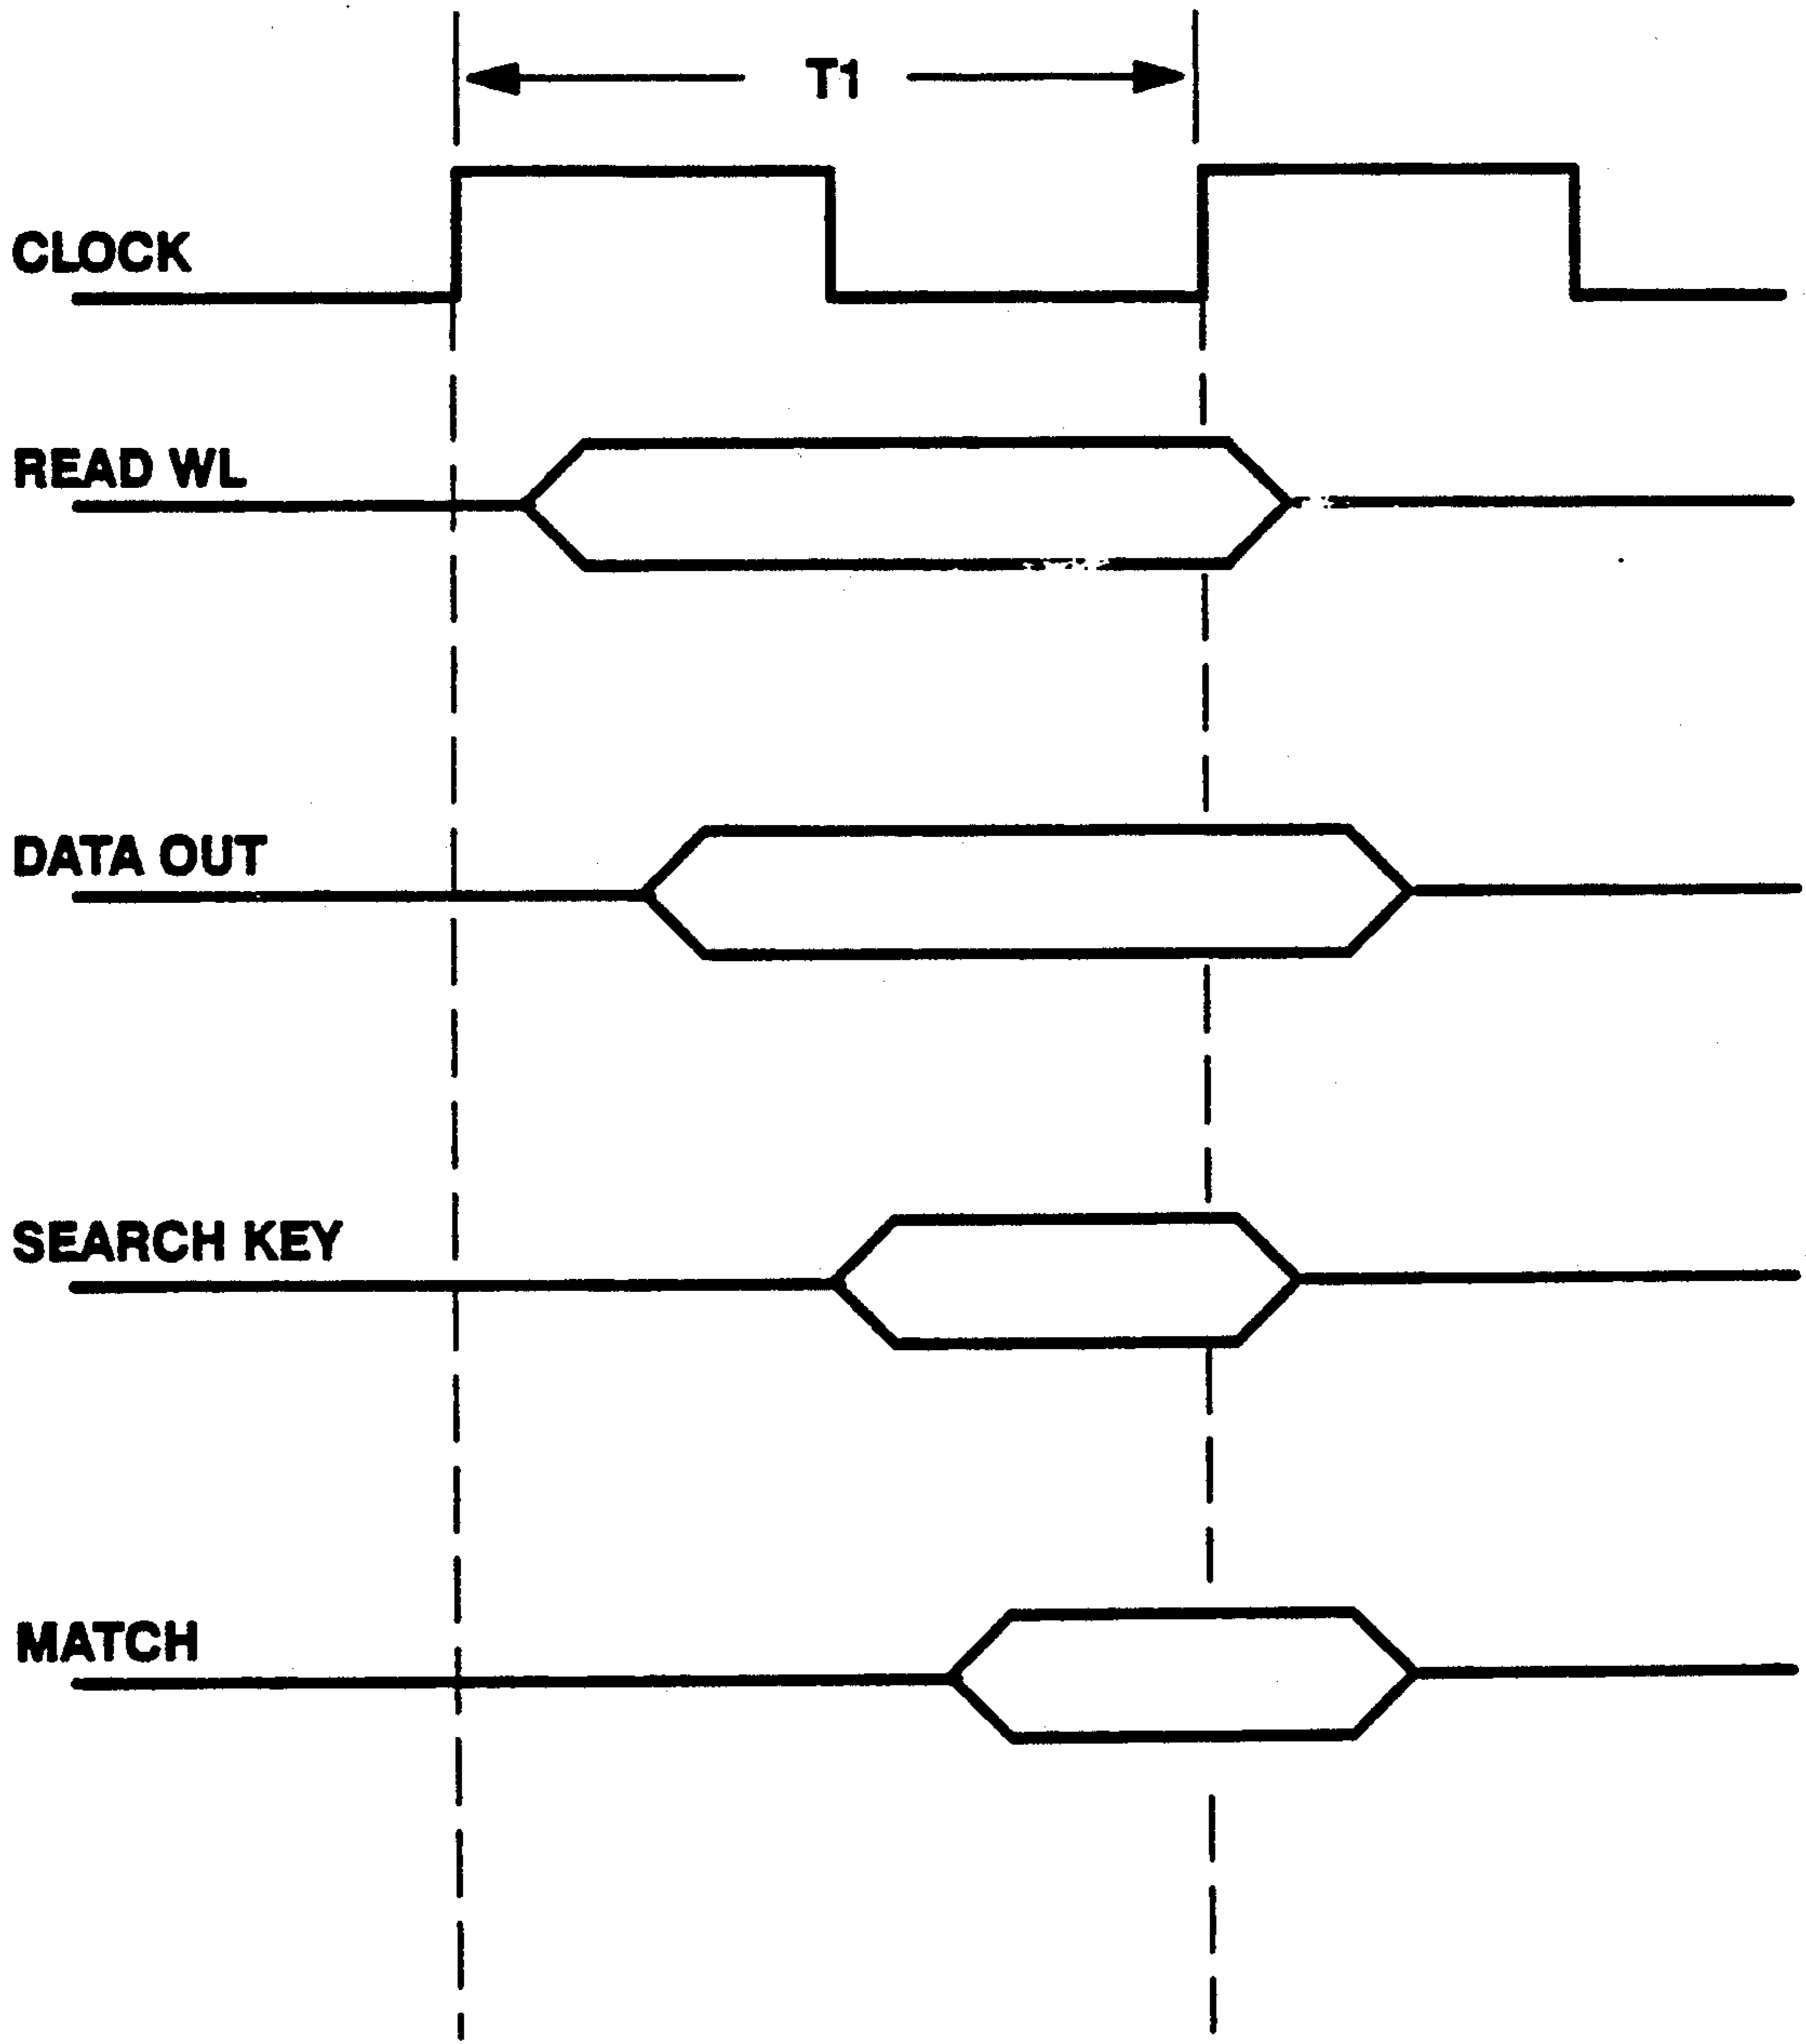 T1
CLOCK
READ WL
DATA OUT
SEARCH KEY
MATCH